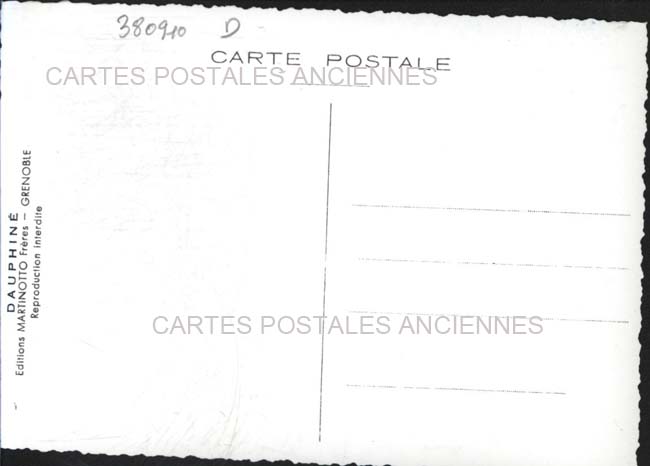 380910 D
CARTE POSTALE
CARTES POSTALES ANCIENNES
DAUPHINÉ
Editions MARTINOTTO Frères - GRENOBLE
Reproduction interdite
CARTES POSTALES ANCIENNES